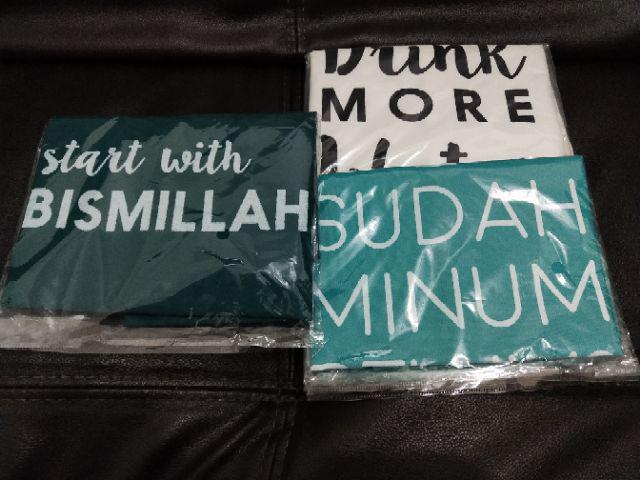 start with
BISMILLAH
Drink
MORE
SUDAH
MINUM